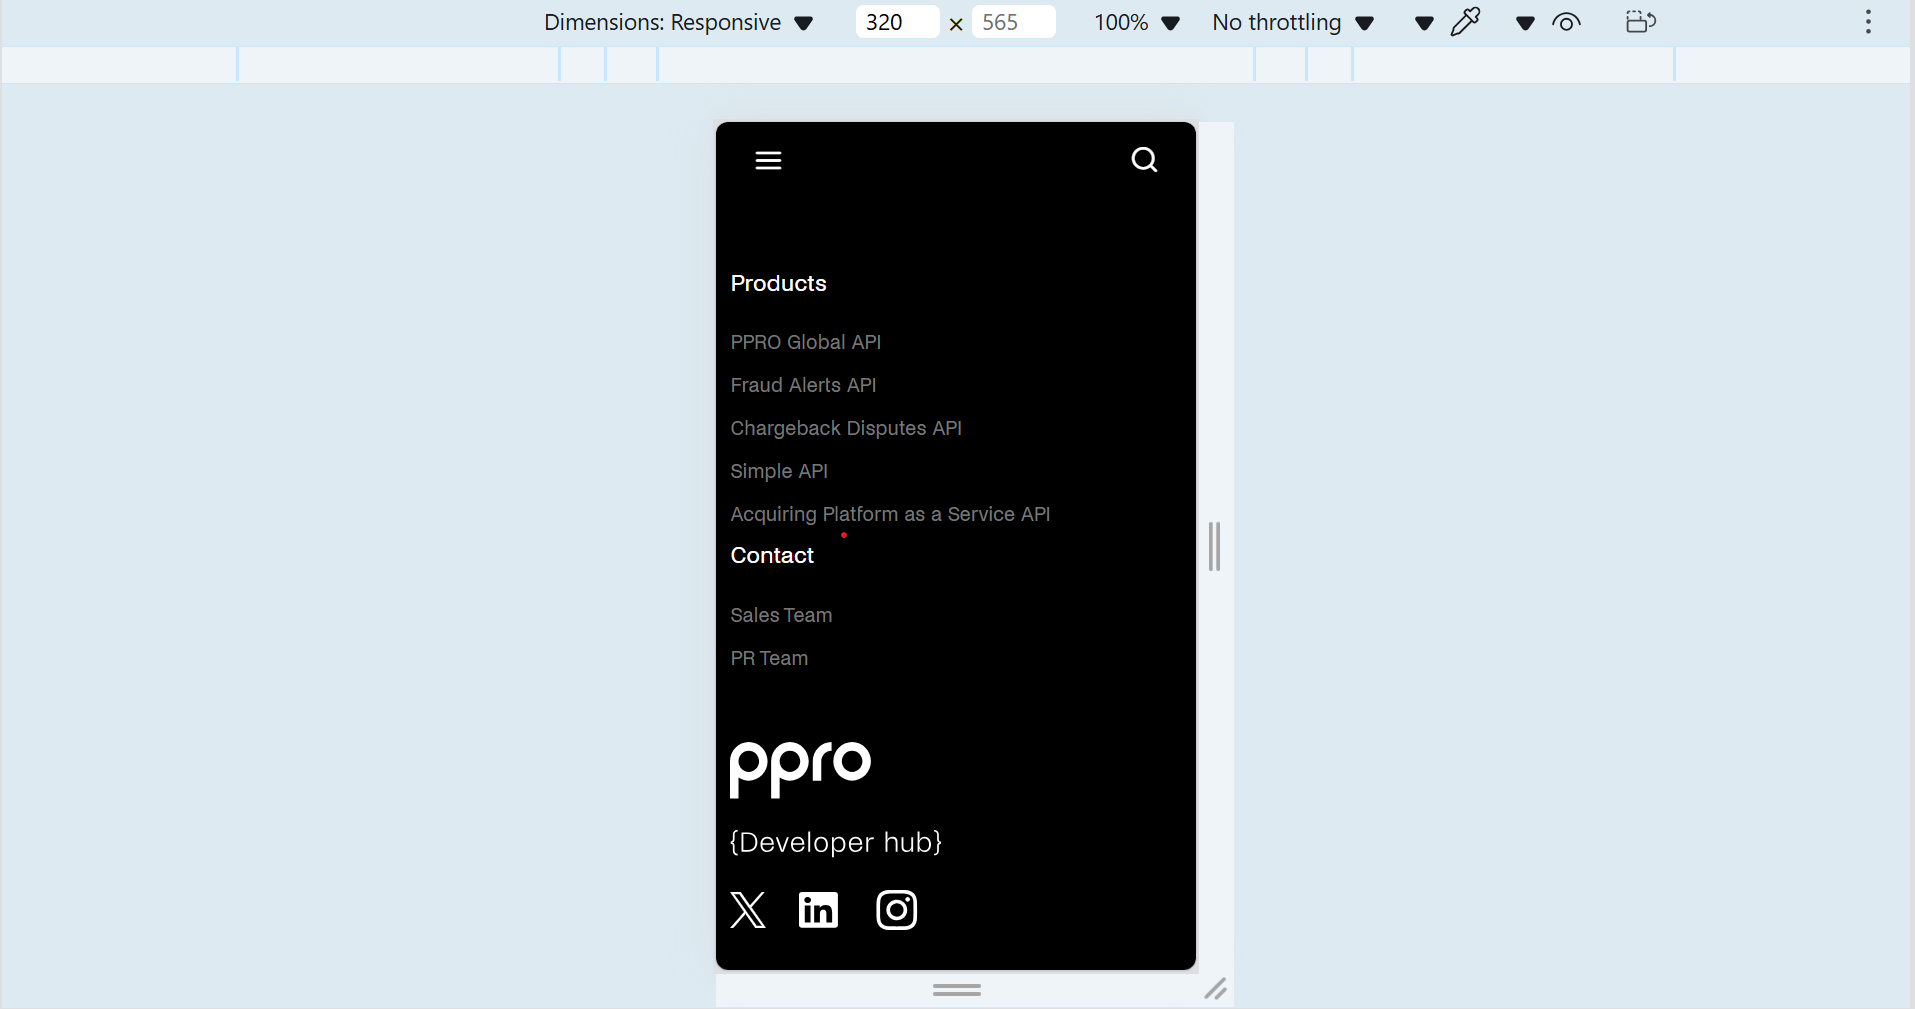 Dimensions: Responsive 320 × 565 100% No throttling
Products
PPRO Global API
Fraud Alerts API
Chargeback Disputes API
Simple API
Acquiring Platform as a Service API
Contact
Sales Team
PR Team
ppro
{Developer hub}
X in